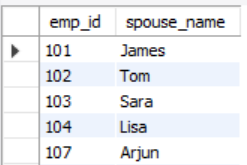 emp_id spouse_name
101 James
102 Tom
103 Sara
104 Lisa
107 Arjun